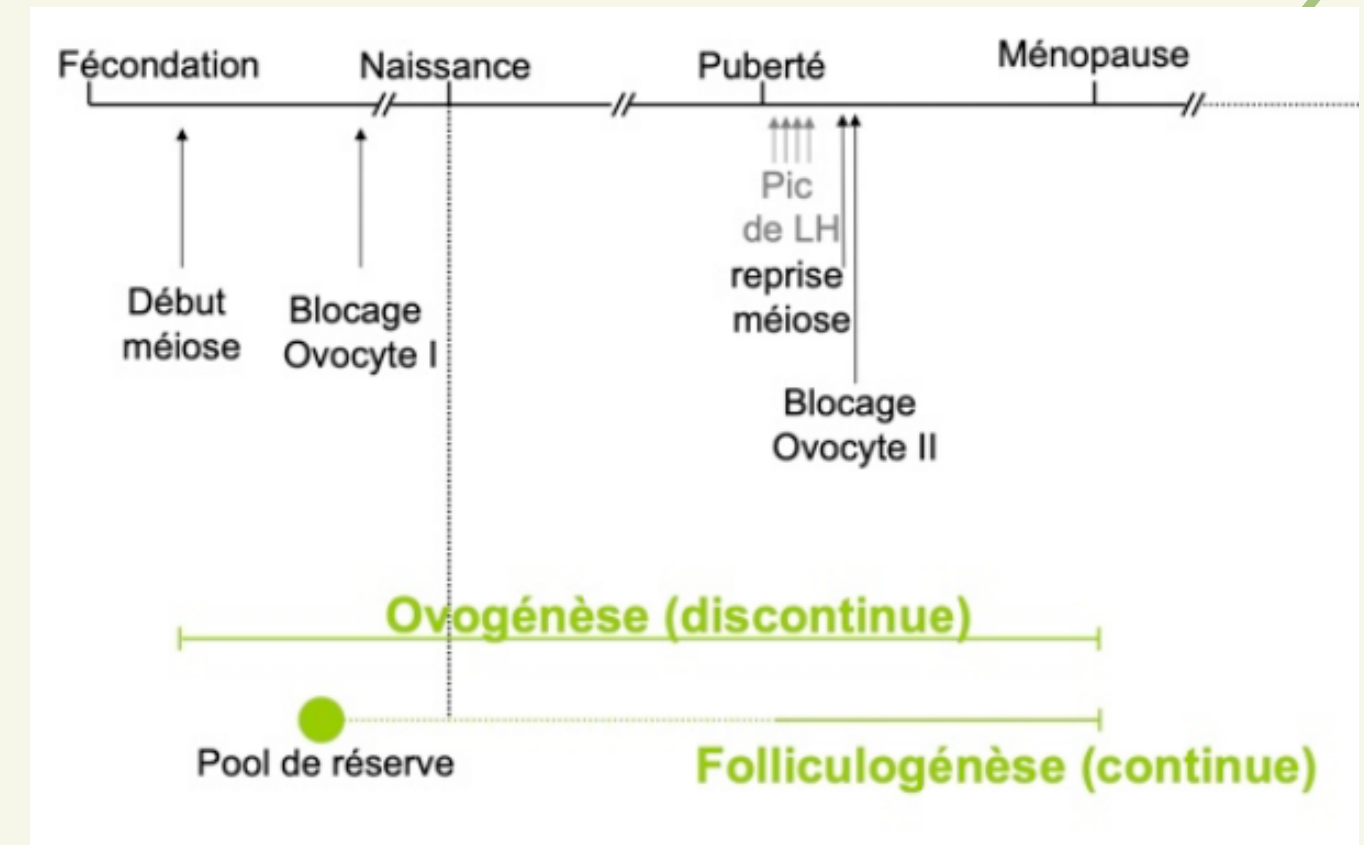 Fécondation
Naissance
Puberté
Ménopause
Pic
de LH
reprise
méiose
Début
méiose
Blocage
Ovocyte I
Blocage
Ovocyte II
Ovogénèse (discontinue)
Pool de réserve
Folliculogénèse (continue)